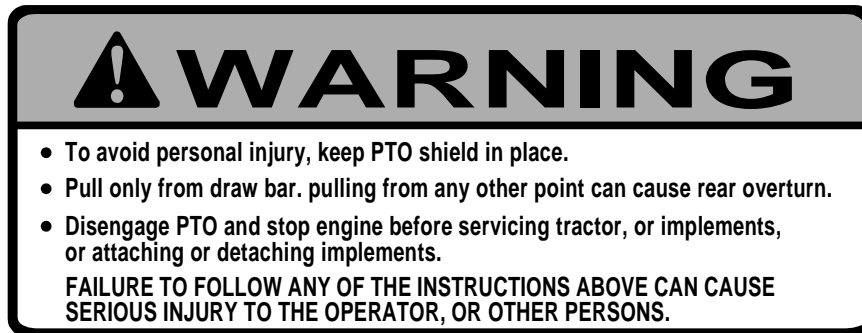 WARNING
• To avoid personal injury, keep PTO shield in place.
• Pull only from draw bar. pulling from any other point can cause rear overturn.
• Disengage PTO and stop engine before servicing tractor, or implements,
or attaching or detaching implements.
FAILURE TO FOLLOW ANY OF THE INSTRUCTIONS ABOVE CAN CAUSE
SERIOUS INJURY TO THE OPERATOR, OR OTHER PERSONS.